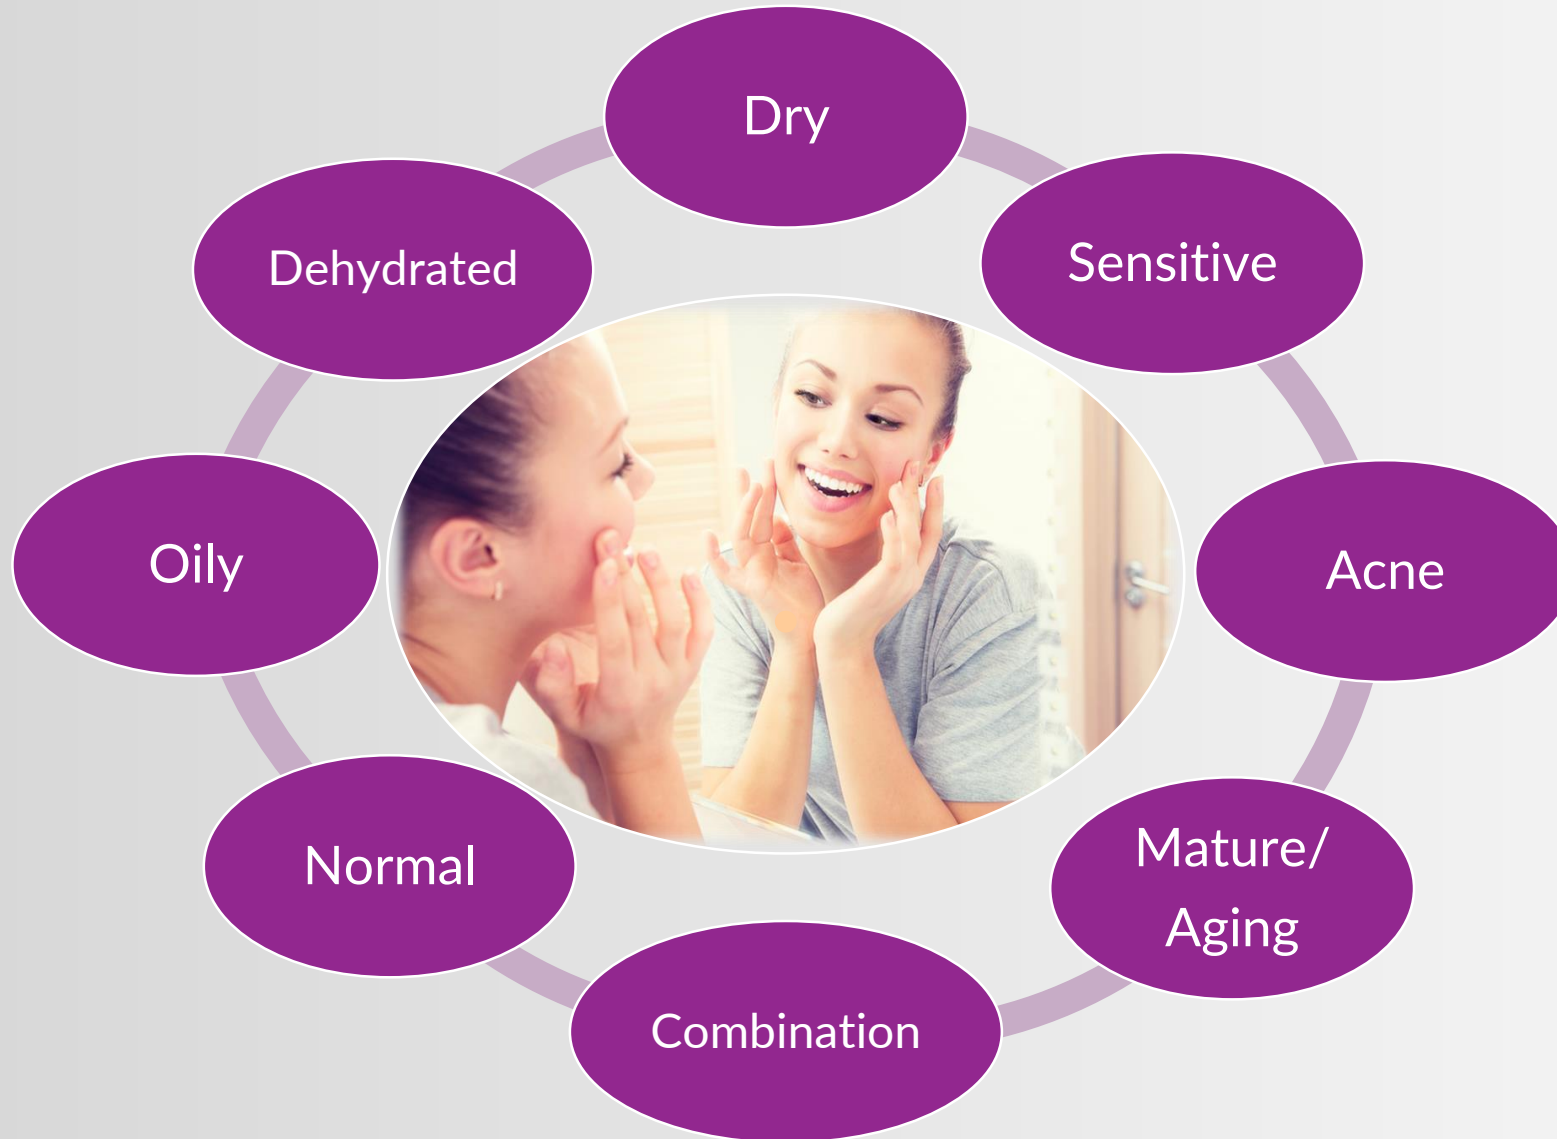 Dry
Sensitive
Acne
Mature/
Aging
Combination
Normal
Oily
Dehydrated